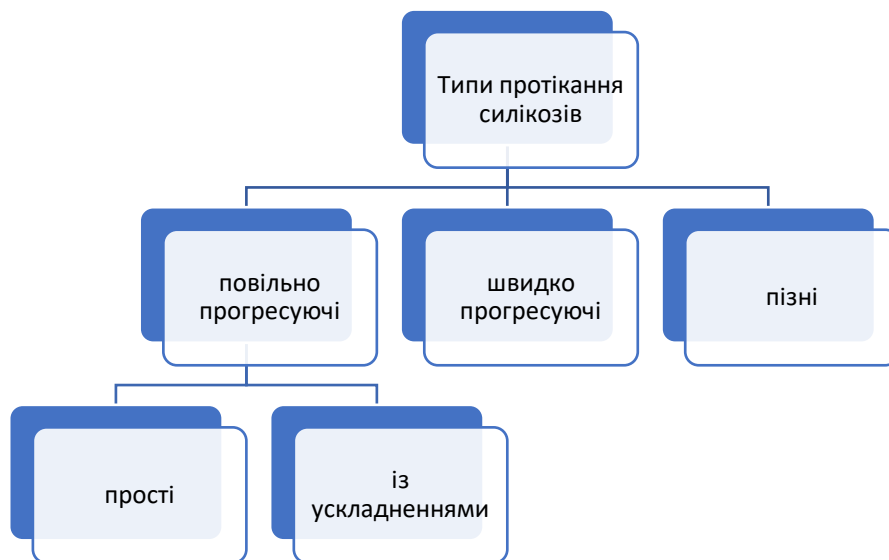 Типи протікання
силікозів
повільно
прогресуючі
швидко
прогресуючі
пізні
прості
із
ускладненнями